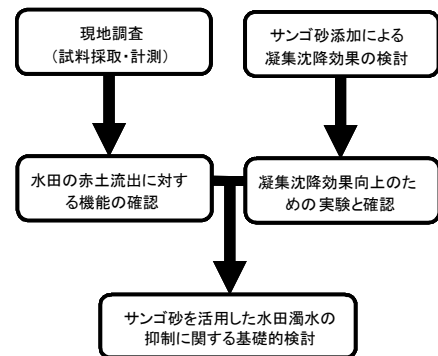 現地調査
（試料採取・計測）
サンゴ砂添加による
凝集沈降効果の検討
水田の赤土流出に対す
る機能の確認
凝集沈降効果向上のた
めの実験と確認
サンゴ砂を活用した水田濁水の
抑制に関する基礎的検討